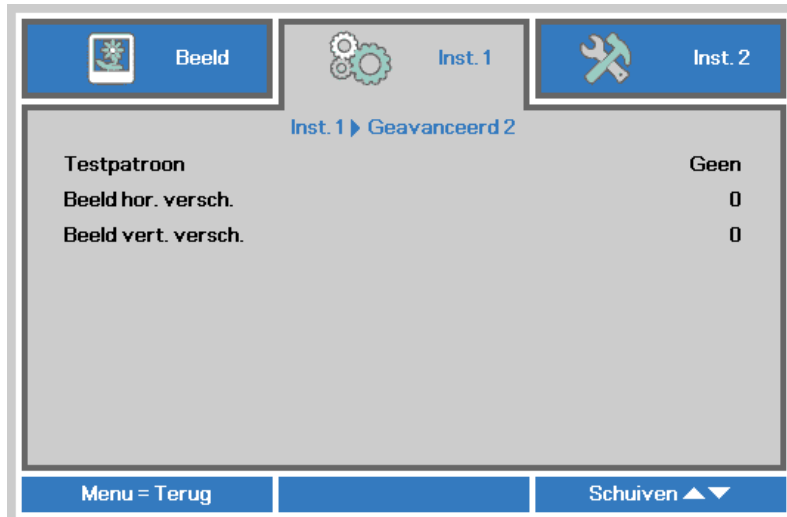 Beeld
Inst. 1
Inst. 2
Inst. 1 ▶ Geavanceerd 2
Testpatroon Geen
Beeld hor. versch. 0
Beeld vert. versch. 0
Menu = Terug
Schuiven ▲▼